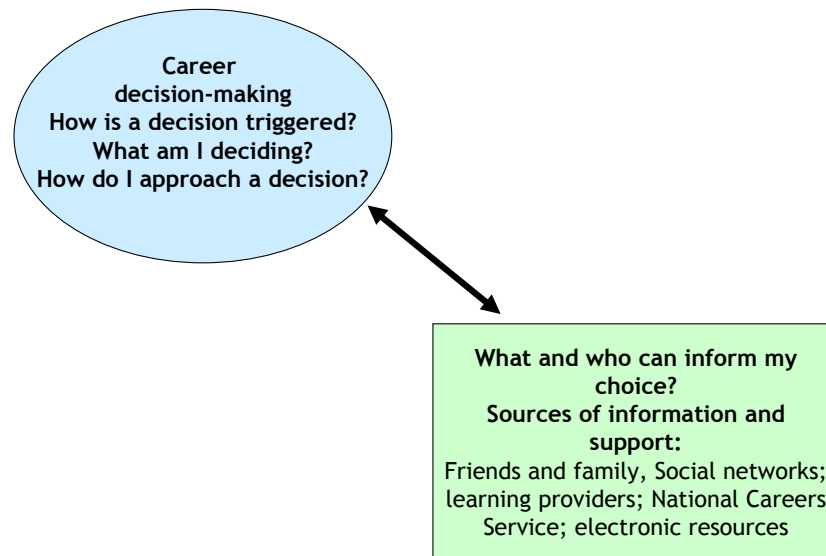 Career
decision-making
How is a decision triggered?
What am I deciding?
How do I approach a decision?
What and who can inform my
choice?
Sources of information and
support:
Friends and family, Social networks;
learning providers; National Careers
Service; electronic resources